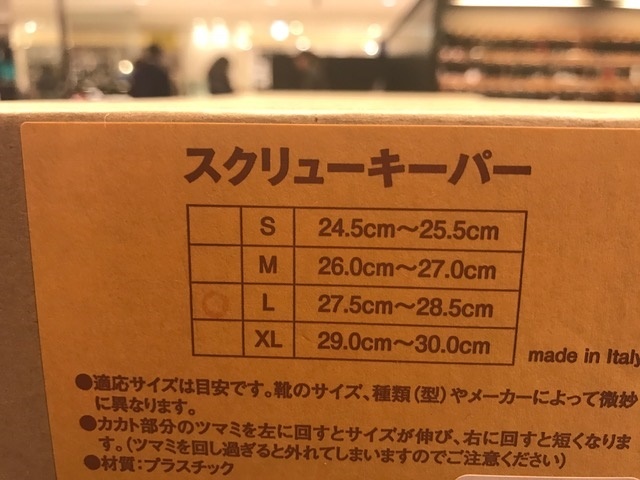 スクリューキーパー
S 24.5cm～25.5cm
M 26.0cm～27.0cm
L 27.5cm～28.5cm
XL 29.0cm～30.0cm
made in Italy
●適応サイズは目安です。靴のサイズ、種類(型)やメーカーによって微妙
に異なります。
●カカト部分のツマミを左に回すとサイズが伸び、右に回すと短くなりま
す。(ツマミを回し過ぎると外れてしまいますのでご注意ください)
●材質:プラスチック